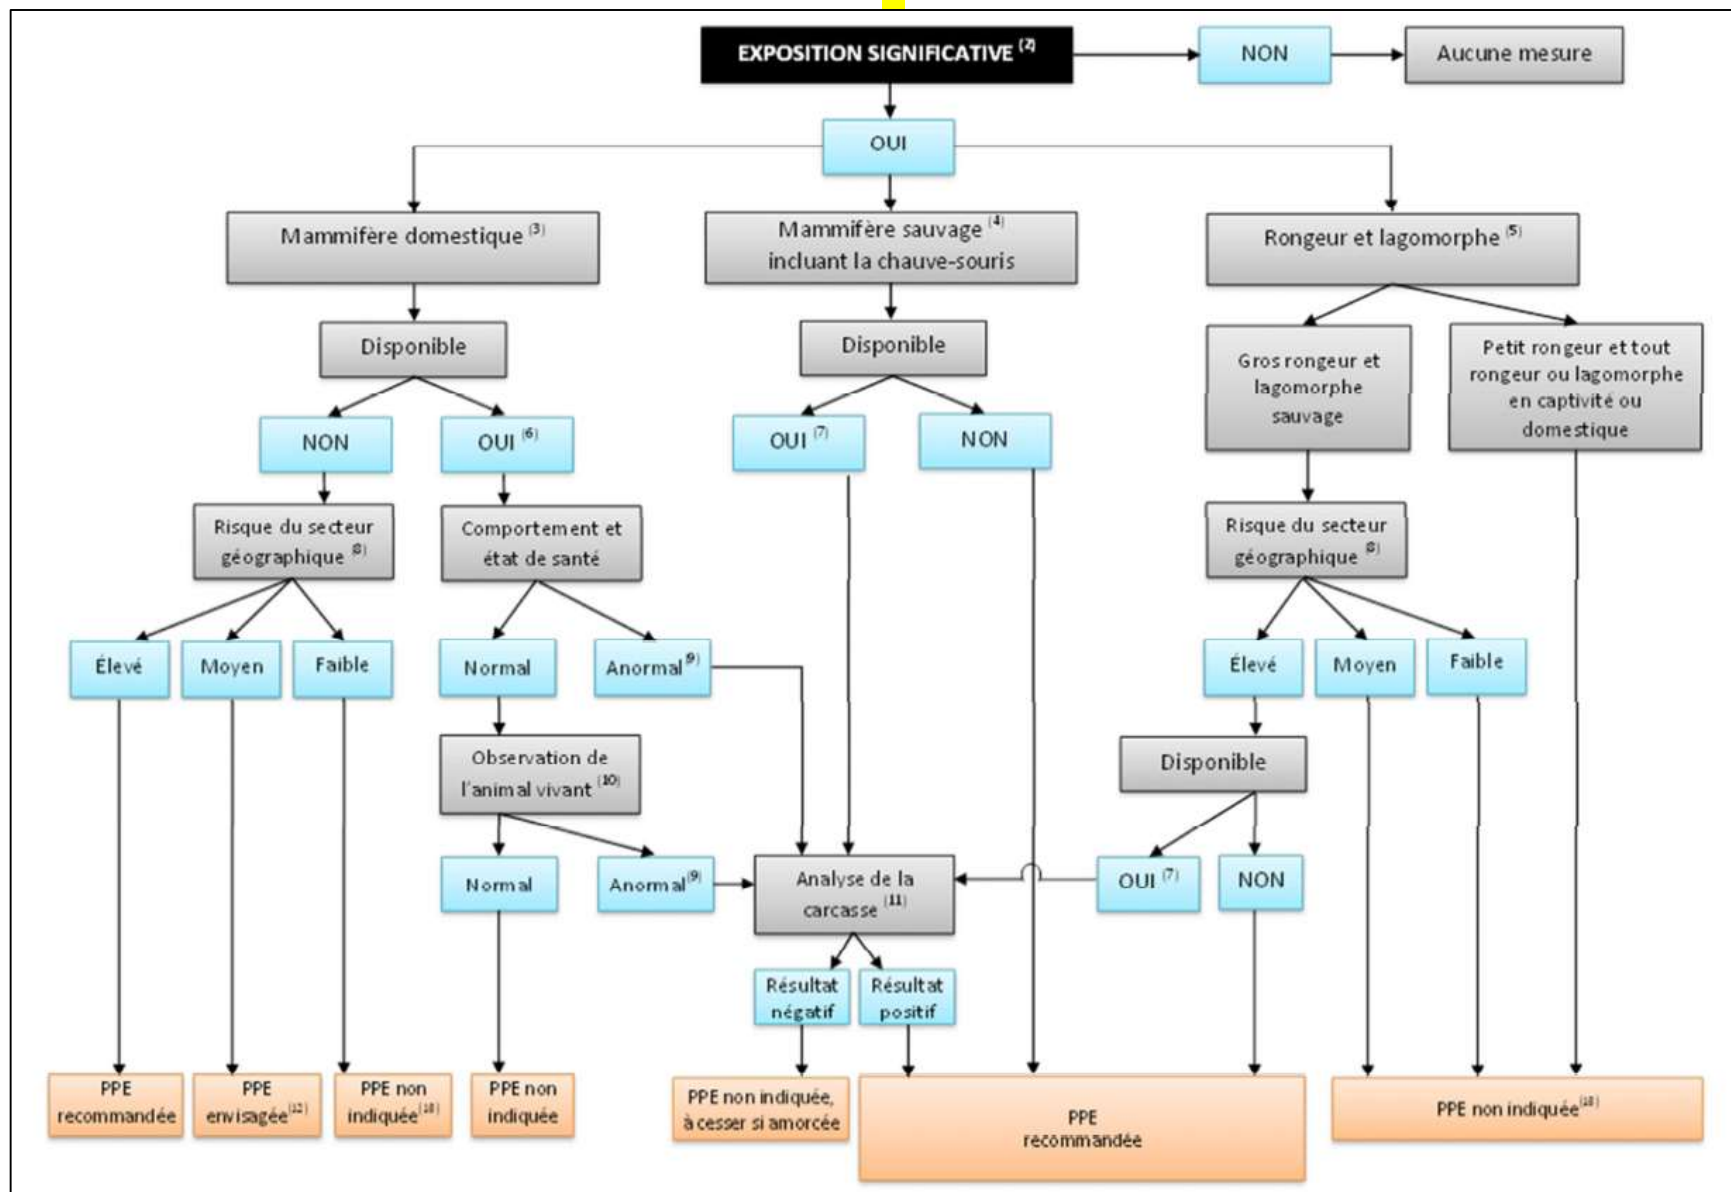 EXPOSITION SIGNIFICATIVE (2)
NON
Aucune mesure
OUI
Mammifère domestique (3)
Mammifère sauvage (4)
incluant la chauve-souris
Rongeur et lagomorphe (5)
Disponible
Disponible
Gros rongeur et
lagomorphe
sauvage
Petit rongeur et tout
rongeur ou lagomorphe
en captivité ou
domestique
NON
OUI (6)
OUI (7)
NON
Risque du secteur
géographique (8)
Comportement et
état de santé
Risque du secteur
géographique (8)
Élevé
Moyen
Faible
Normal
Anormal(9)
Élevé
Moyen
Faible
Observation de
l'animal vivant (10)
Disponible
Normal
Anormal(9)
Analyse de la
carcasse (11)
OUI (7)
NON
Résultat
négatif
Résultat
positif
PPE
recommandée
PPE
envisagée(12)
PPE non
indiquée(13)
PPE non
indiquée
PPE non indiquée,
à cesser si amorcée
PPE
recommandée
PPE non indiquée(13)